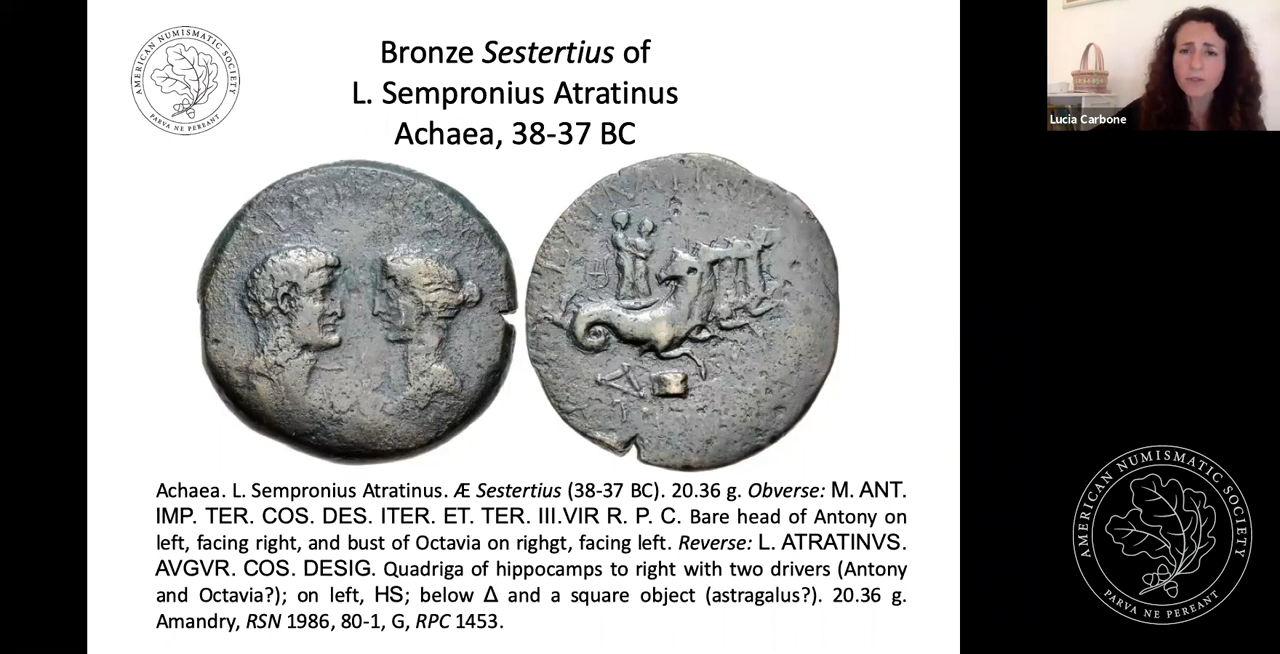 AMERICAN NUMISMATIC SOCIETY
PARVA NE PEREANT
Bronze Sestertius of
L. Sempronius Atratinus
Achaea, 38-37 BC
Lucia Carbone
Achaea. L. Sempronius Atratinus. Æ Sestertius (38-37 BC). 20.36 g. Obverse: M. ANT.
IMP. TER. COS. DES. ITER. ET. TER. III.VIR R. P. C. Bare head of Antony on
left, facing right, and bust of Octavia on righgt, facing left. Reverse: L. ATRATINVS.
AVGVR. COS. DESIG. Quadriga of hippocamps to right with two drivers (Antony
and Octavia?); on left, HS; below Δ and a square object (astragalus?). 20.36 g.
Amandry, RSN 1986, 80-1, G, RPC 1453.
AMERICAN NUMISMATIC SOCIETY
PARVA NE PEREANT